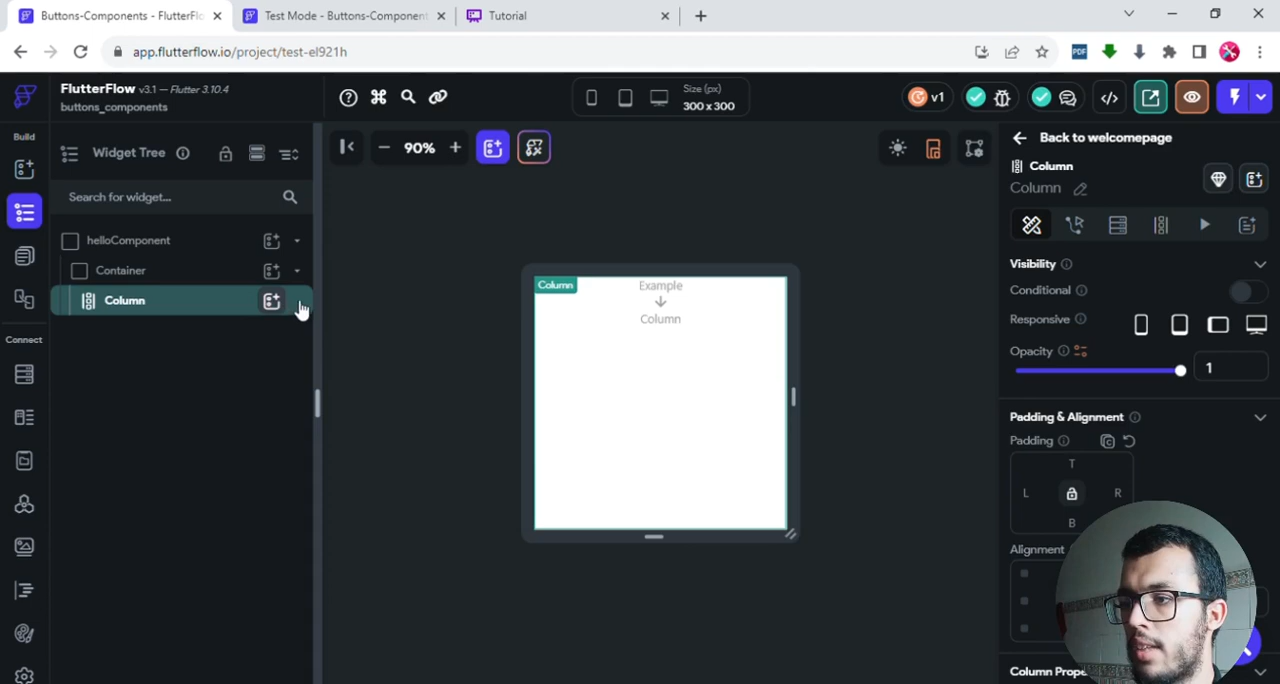 Buttons-Components - FlutterFlo
Test Mode - Buttons-Component
Tutorial
app.flutterflow.io/project/test-el921h
PDF
FlutterFlow v3.1 — Flutter 3.10.4
buttons_components
Size (px)
300 x 300
v1
Build
Widget Tree
90%
Back to welcomepage
Column
Column
Search for widget...
helloComponent
Container
Column
Column
Example
Column
Visibility
Conditional
Responsive
Opacity
1
Connect
Padding & Alignment
Padding
T
L
R
B
Alignment
Column Prope